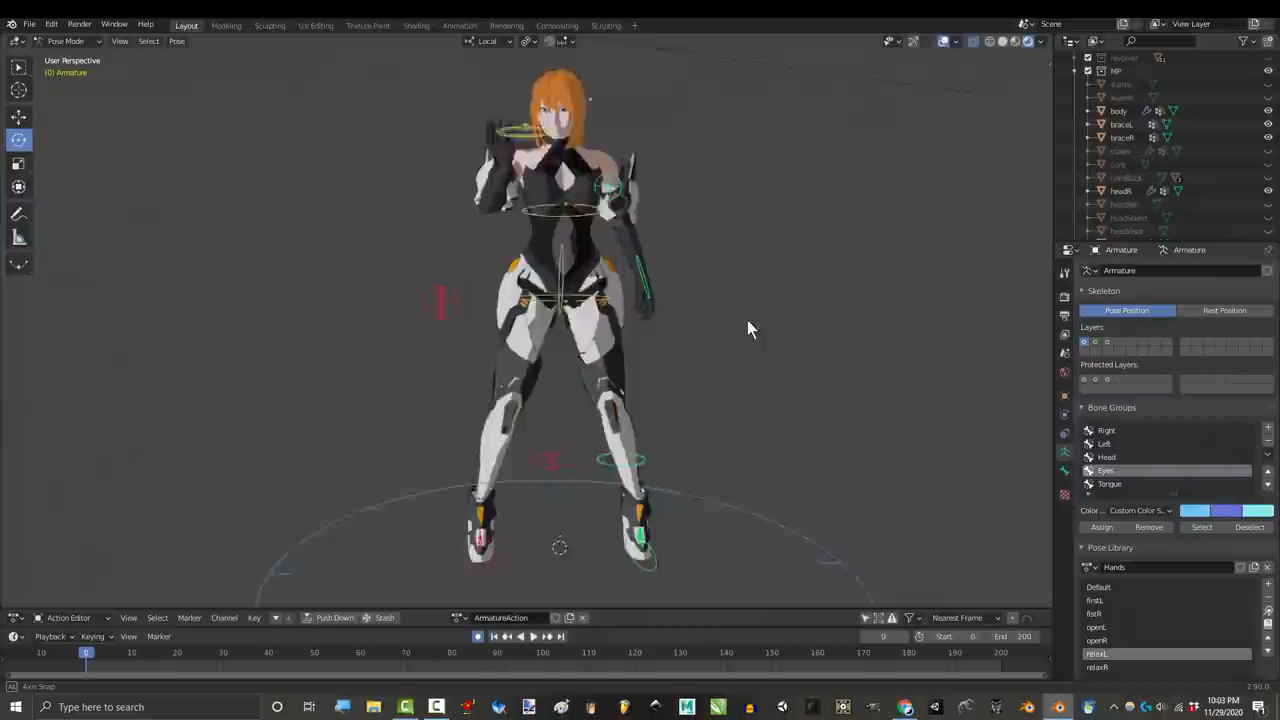 File Edit Render Window Help Layout Modeling Sculpting UV Editing Texture Paint Shading Animation Rendering Compositing Scripting + Scene View Layer
Pose Mode View Select Pose Local
User Perspective
(0) Armature
revolver
MP
body
braceL
braceR
claws
headR
headShield
headVisor
Armature Armature
Armature
Skeleton
Pose Position Rest Position
Layers:
Protected Layers:
Bone Groups
Right
Left
Head
Eyes
Tongue
Color... Custom Color S...
Assign Remove Select Deselect
Pose Library
Hands
Default
firstL
fistR
openL
openR
relaxL
relaxR
Action Editor View Select Marker Channel Key Push Down Stash ArmatureAction Nearest Frame
Playback Keying View Marker 0 Start 0 End 200
10 0 10 20 30 40 50 60 70 80 90 100 110 120 130 140 150 160 170 180 190 200
Axis Snap 2.90.0
Type here to search
10:03 PM
11/29/2020